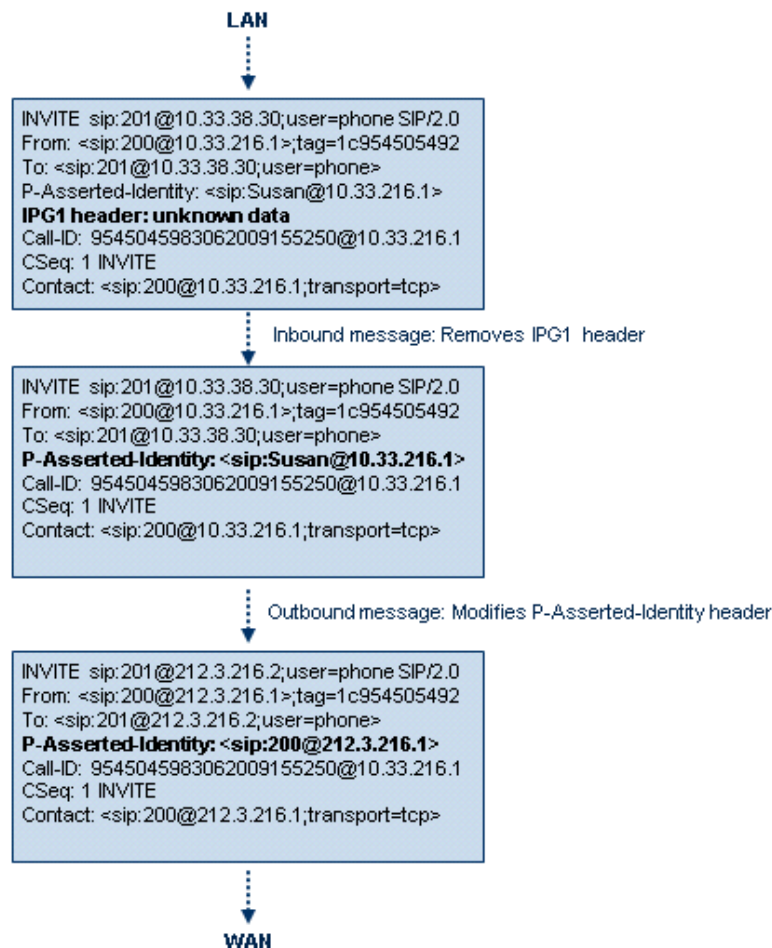 LAN
INVITE sip:201@10.33.38.30;user=phone SIP/2.0
From: <sip:200@10.33.216.1>;tag=1c954505492
To: <sip:201@10.33.38.30;user=phone>
P-Asserted-Identity: <sip:Susan@10.33.216.1>
IPG1 header: unknown data
Call-ID: 9545045983062009155250@10.33.216.1
CSeq: 1 INVITE
Contact: <sip:200@10.33.216.1;transport=tcp>
Inbound message: Removes IPG1 header
INVITE sip:201@10.33.38.30;user=phone SIP/2.0
From: <sip:200@10.33.216.1>;tag=1c954505492
To: <sip:201@10.33.38.30;user=phone>
P-Asserted-Identity: <sip:Susan@10.33.216.1>
Call-ID: 9545045983062009155250@10.33.216.1
CSeq: 1 INVITE
Contact: <sip:200@10.33.216.1;transport=tcp>
Outbound message: Modifies P-Asserted-Identity header
INVITE sip:201@212.3.216.2;user=phone SIP/2.0
From: <sip:200@212.3.216.1>;tag=1c954505492
To: <sip:201@212.3.216.2;user=phone>
P-Asserted-Identity: <sip:200@212.3.216.1>
Call-ID: 9545045983062009155250@10.33.216.1
CSeq: 1 INVITE
Contact: <sip:200@212.3.216.1;transport=tcp>
WAN